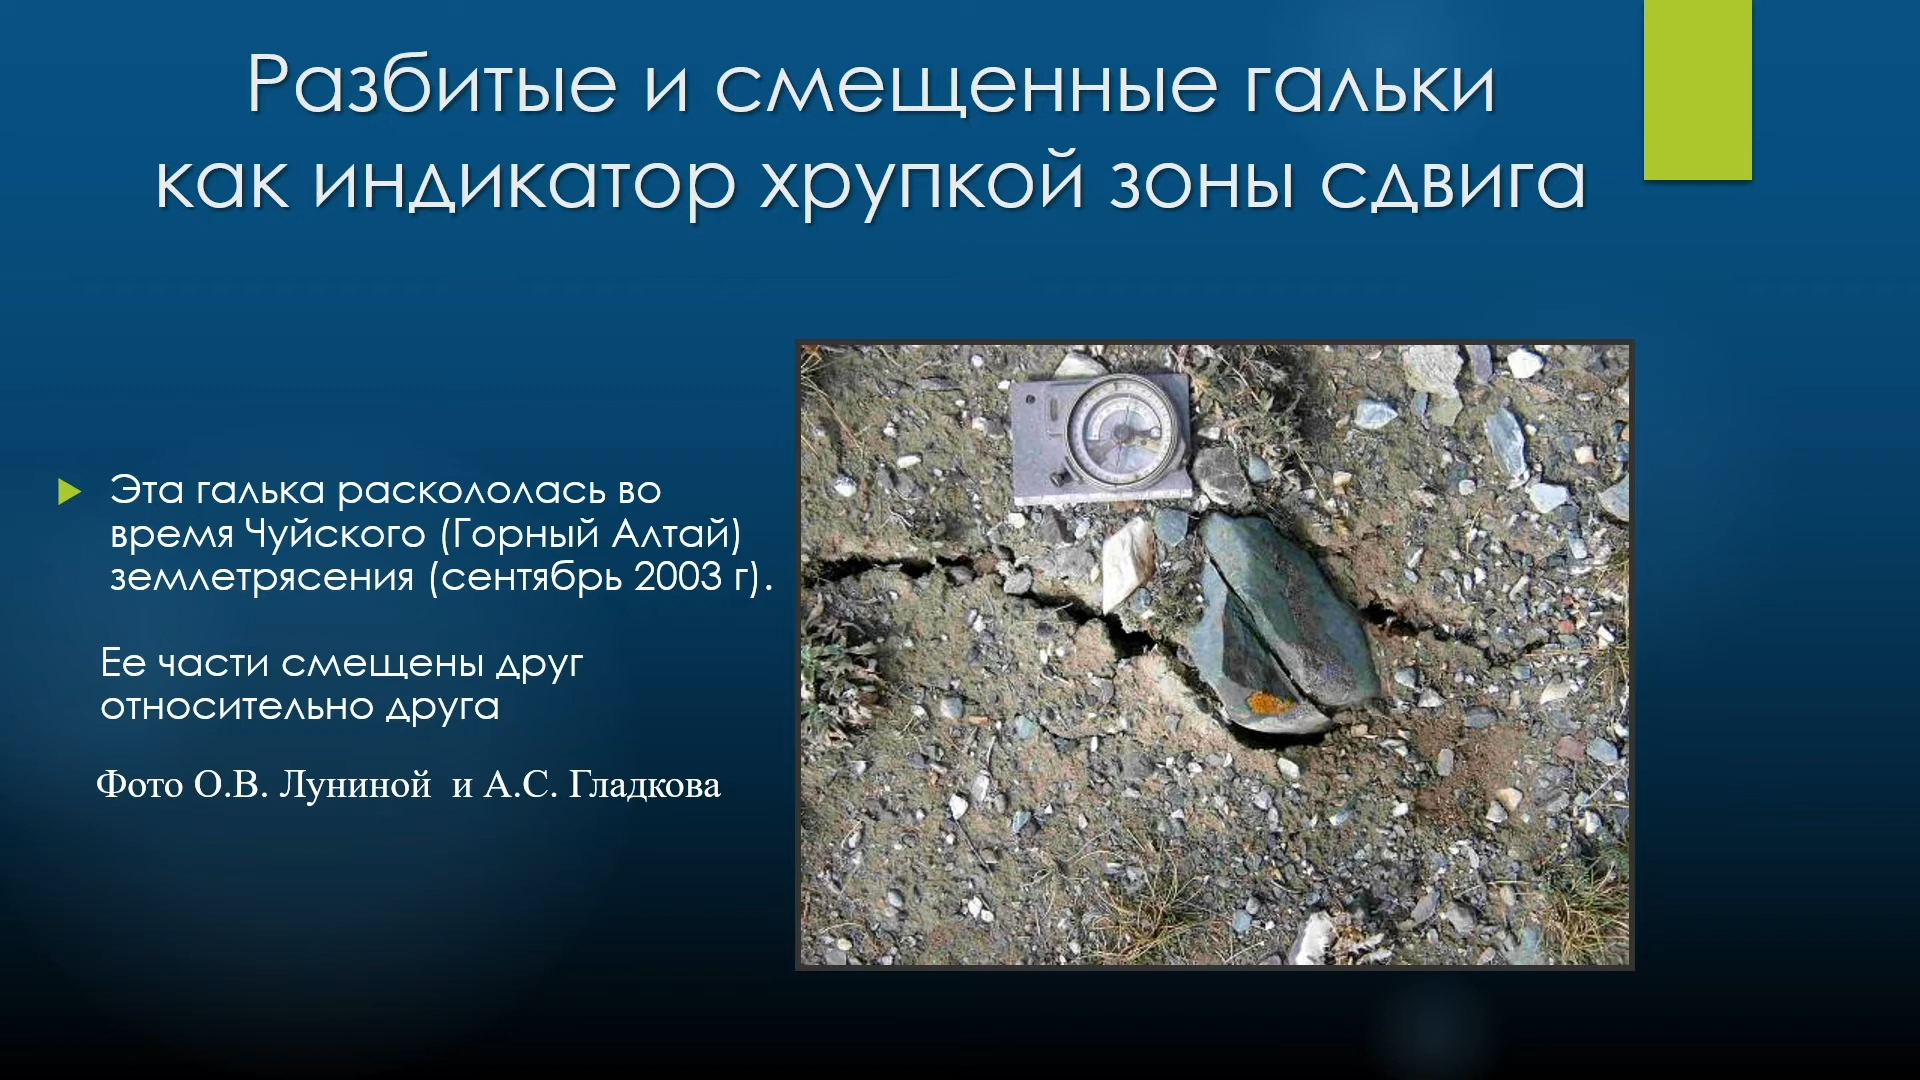 Разбитые и смещенные гальки
как индикатор хрупкой зоны сдвига
Эта галька раскололась во
время Чуйского (Горный Алтай)
землетрясения (сентябрь 2003 г).
Ее части смещены друг
относительно друга
Фото О.В. Луниной и А.С. Гладкова